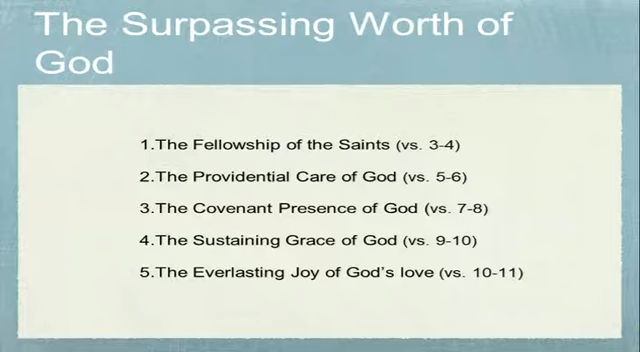 The Surpassing Worth of
God
1.The Fellowship of the Saints (vs. 3-4)
2.The Providential Care of God (vs. 5-6)
3.The Covenant Presence of God (vs. 7-8)
4.The Sustaining Grace of God (vs. 9-10)
5.The Everlasting Joy of God's love (vs. 10-11)